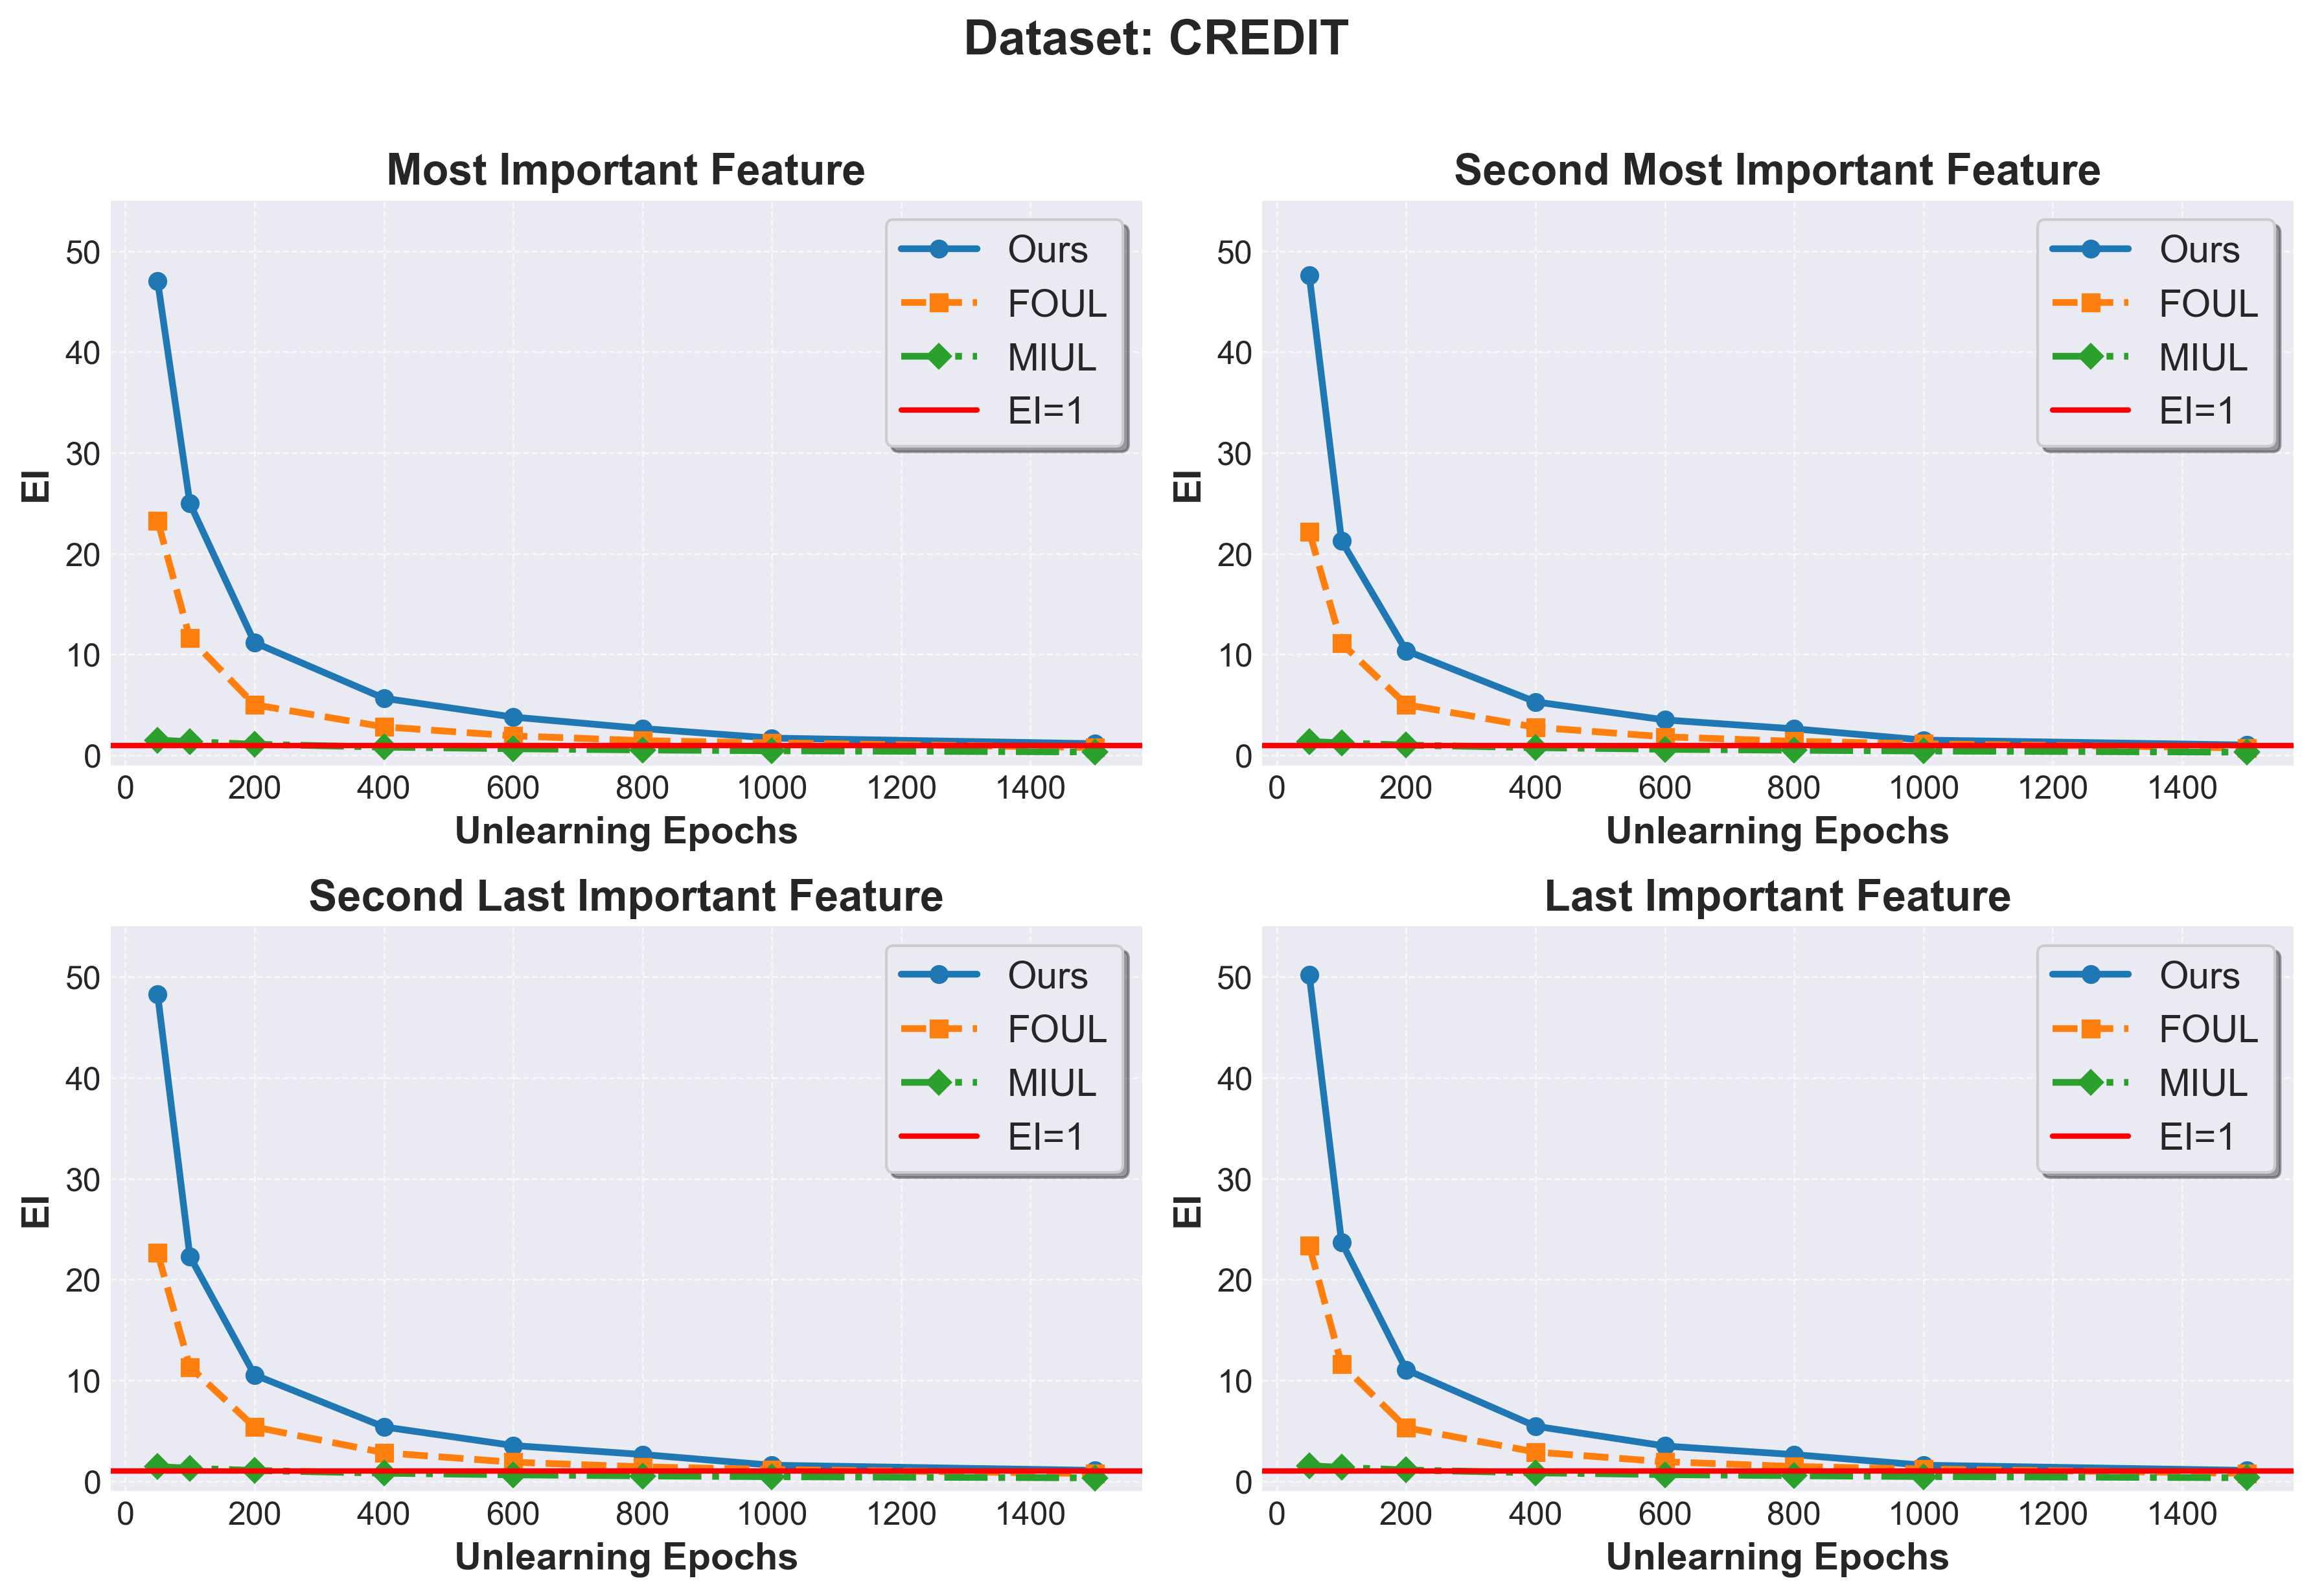 Dataset: CREDIT
Most Important Feature
50
40
30
20
10
0
EI
Ours
FOUL
MIUL
EI=1
0 200 400 600 800 1000 1200 1400
Unlearning Epochs
Second Most Important Feature
50
40
30
20
10
0
EI
Ours
FOUL
MIUL
EI=1
0 200 400 600 800 1000 1200 1400
Unlearning Epochs
Second Last Important Feature
50
40
30
20
10
0
EI
Ours
FOUL
MIUL
EI=1
0 200 400 600 800 1000 1200 1400
Unlearning Epochs
Last Important Feature
50
40
30
20
10
0
EI
Ours
FOUL
MIUL
EI=1
0 200 400 600 800 1000 1200 1400
Unlearning Epochs